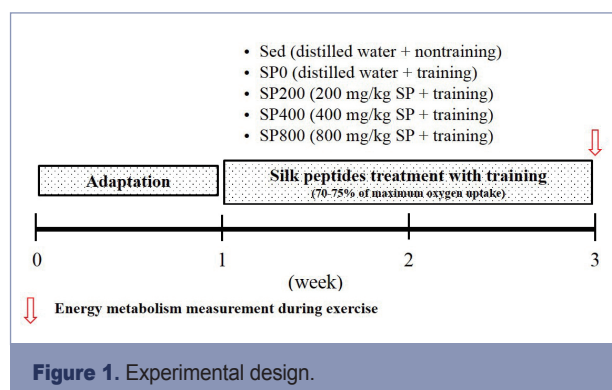 • Sed (distilled water + nontraining)
• SP0 (distilled water + training)
• SP200 (200 mg/kg SP + training)
• SP400 (400 mg/kg SP + training)
• SP800 (800 mg/kg SP + training)
Adaptation
Silk peptides treatment with training
(70-75% of maximum oxygen uptake)
0 1 2 3
(week)
Energy metabolism measurement during exercise
Figure 1. Experimental design.